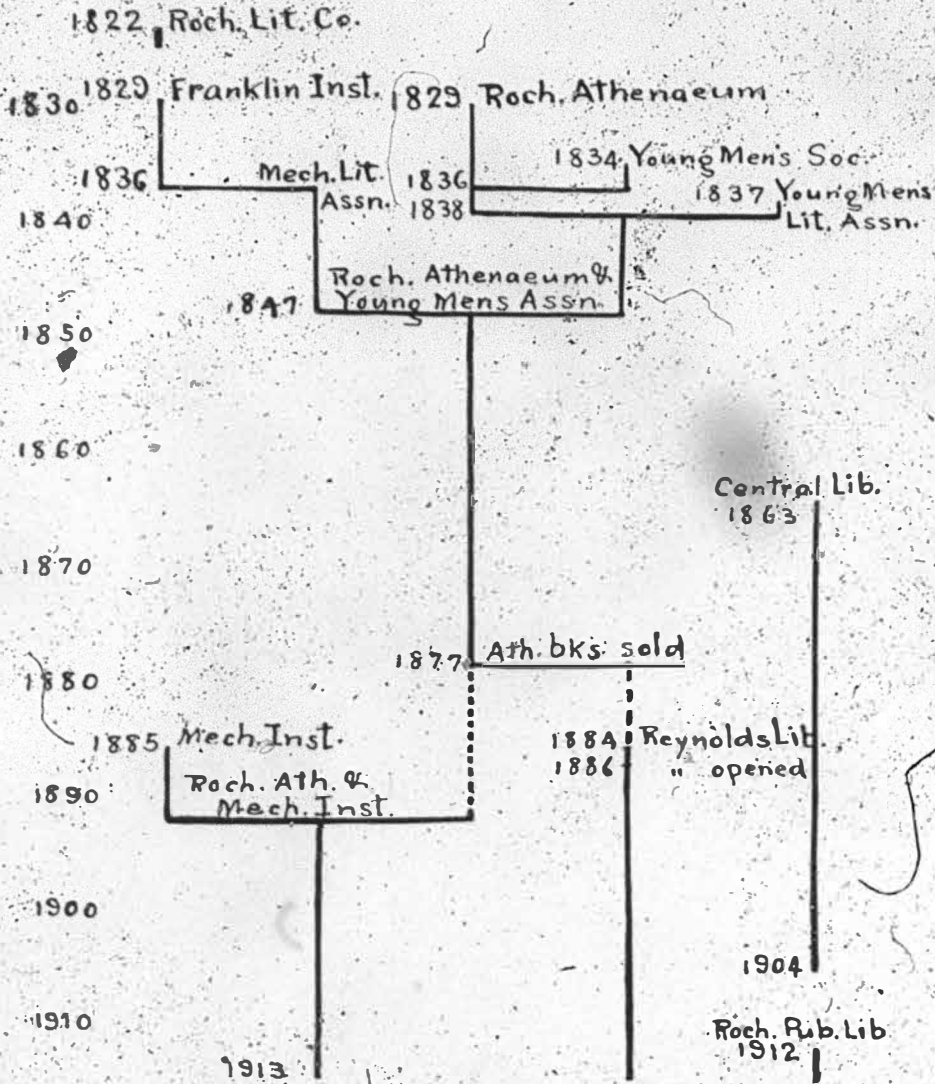 1822 Roch. Lit. Co.
1829 Franklin Inst.
1829 Roch. Athenaeum
1830
1834 Young Men's Soc.
1836 Mech. Lit.
Assn.
1836
1838
1837 Young Mens
Lit. Assn.
1840
Roch. Athenaeum &
1847 Young Mens Assn.
1850
1860
Central Lib.
1863
1870
1877 Ath. bks. sold
1880
1885 Mech. Inst.
1884 Reynolds Lit.
1886 " opened
Roch. Ath. &
Mech. Inst.
1890
1900
1904
1910
Roch. Pub. Lib
1912
1913